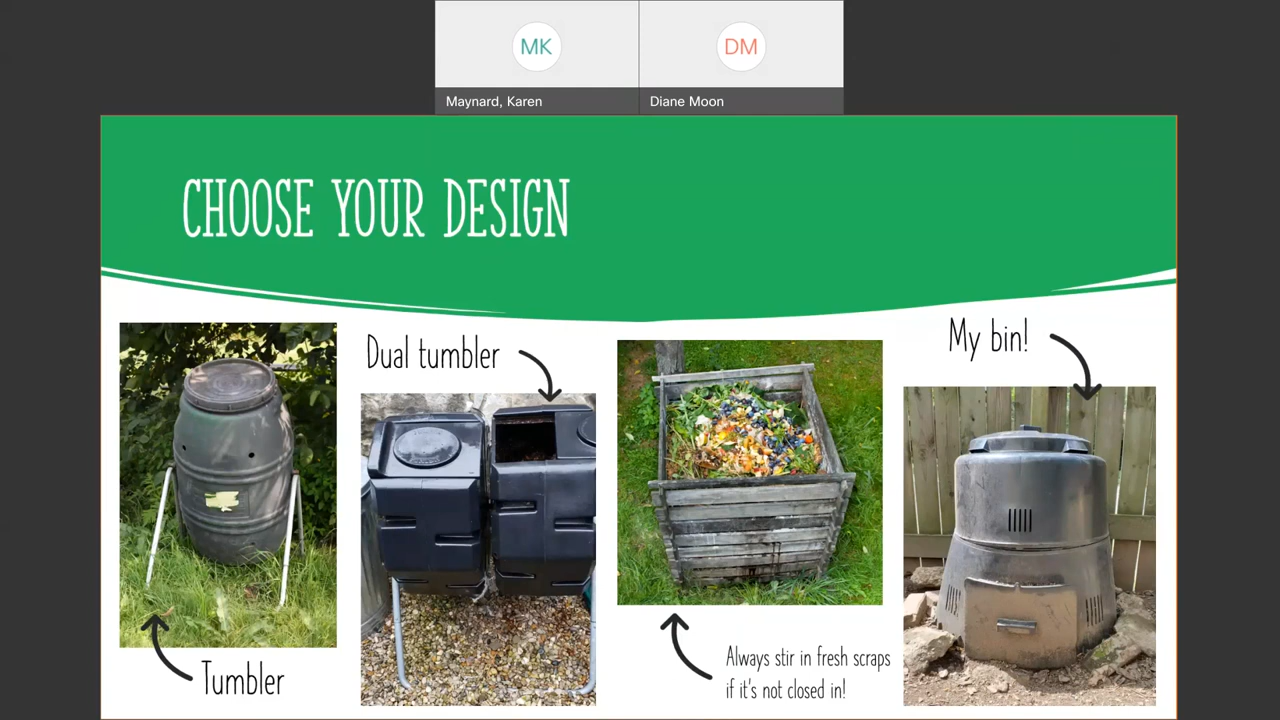 MK
DM
Maynard, Karen
Diane Moon
CHOOSE YOUR DESIGN
Dual tumbler
My bin!
Tumbler
Always stir in fresh scraps
if it's not closed in!